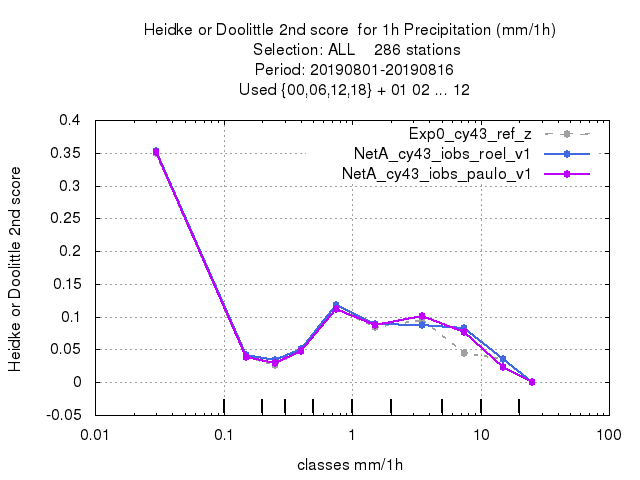 Heidke or Doolittle 2nd score  for 1h Precipitation (mm/1h)
Selection: ALL    286 stations
Period: 20190801-20190816
Used {00,06,12,18} + 01 02 ... 12
Exp0_cy43_ref_z
NetA_cy43_iobs_roel_v1
NetA_cy43_iobs_paulo_v1
Heidke or Doolittle 2nd score
0.4
0.35
0.3
0.25
0.2
0.15
0.1
0.05
0
-0.05
0.01 0.1 1 10 100
classes mm/1h